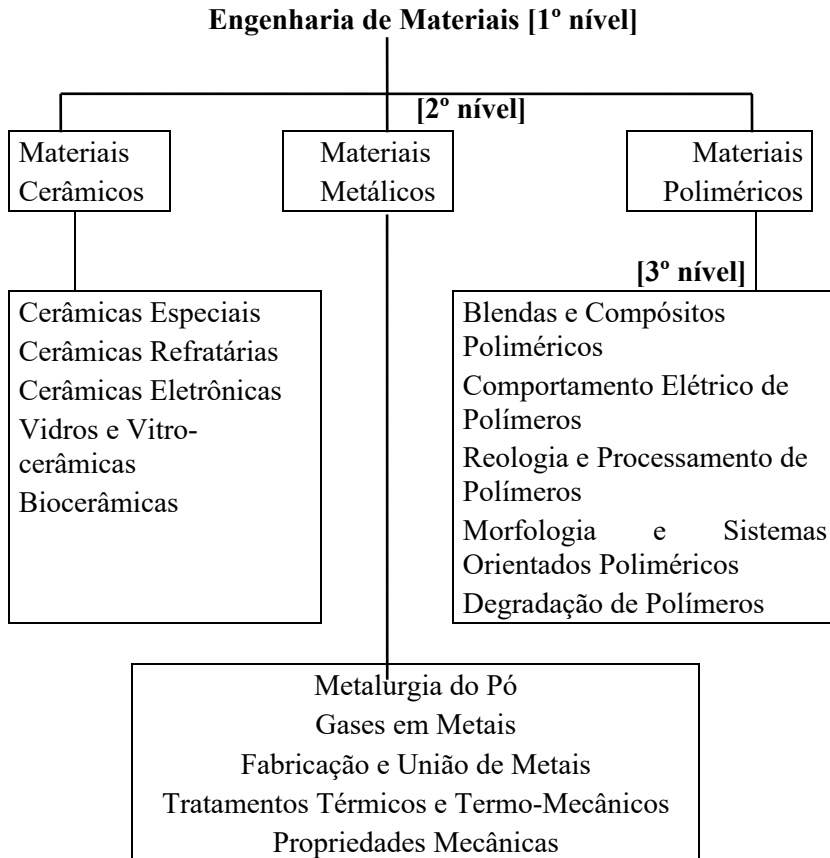 Engenharia de Materiais [1º nível]
[2º nível]
Materiais
Cerâmicos
Materiais
Metálicos
Materiais
Poliméricos
[3º nível]
Cerâmicas Especiais
Cerâmicas Refratárias
Cerâmicas Eletrônicas
Vidros e Vitro-
cerâmicas
Biocerâmicas
Blendas e Compósitos
Poliméricos
Comportamento Elétrico de
Polímeros
Reologia e Processamento de
Polímeros
Morfologia e Sistemas
Orientados Poliméricos
Degradação de Polímeros
Metalurgia do Pó
Gases em Metais
Fabricação e União de Metais
Tratamentos Térmicos e Termo-Mecânicos
Propriedades Mecânicas